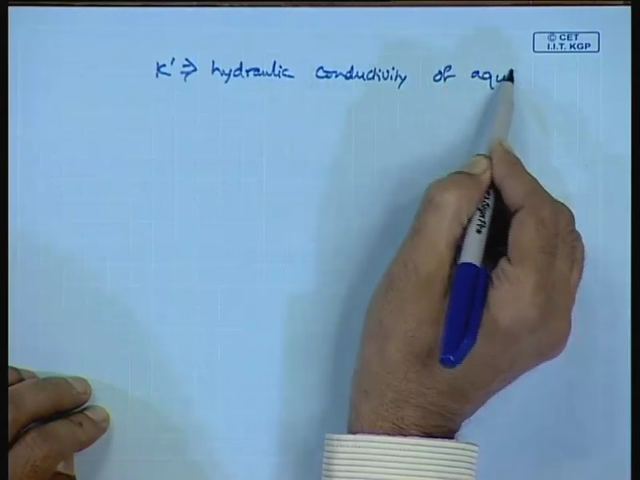 © CET
I.I.T. KGP
K' ⇒ hydraulic conductivity of aqu